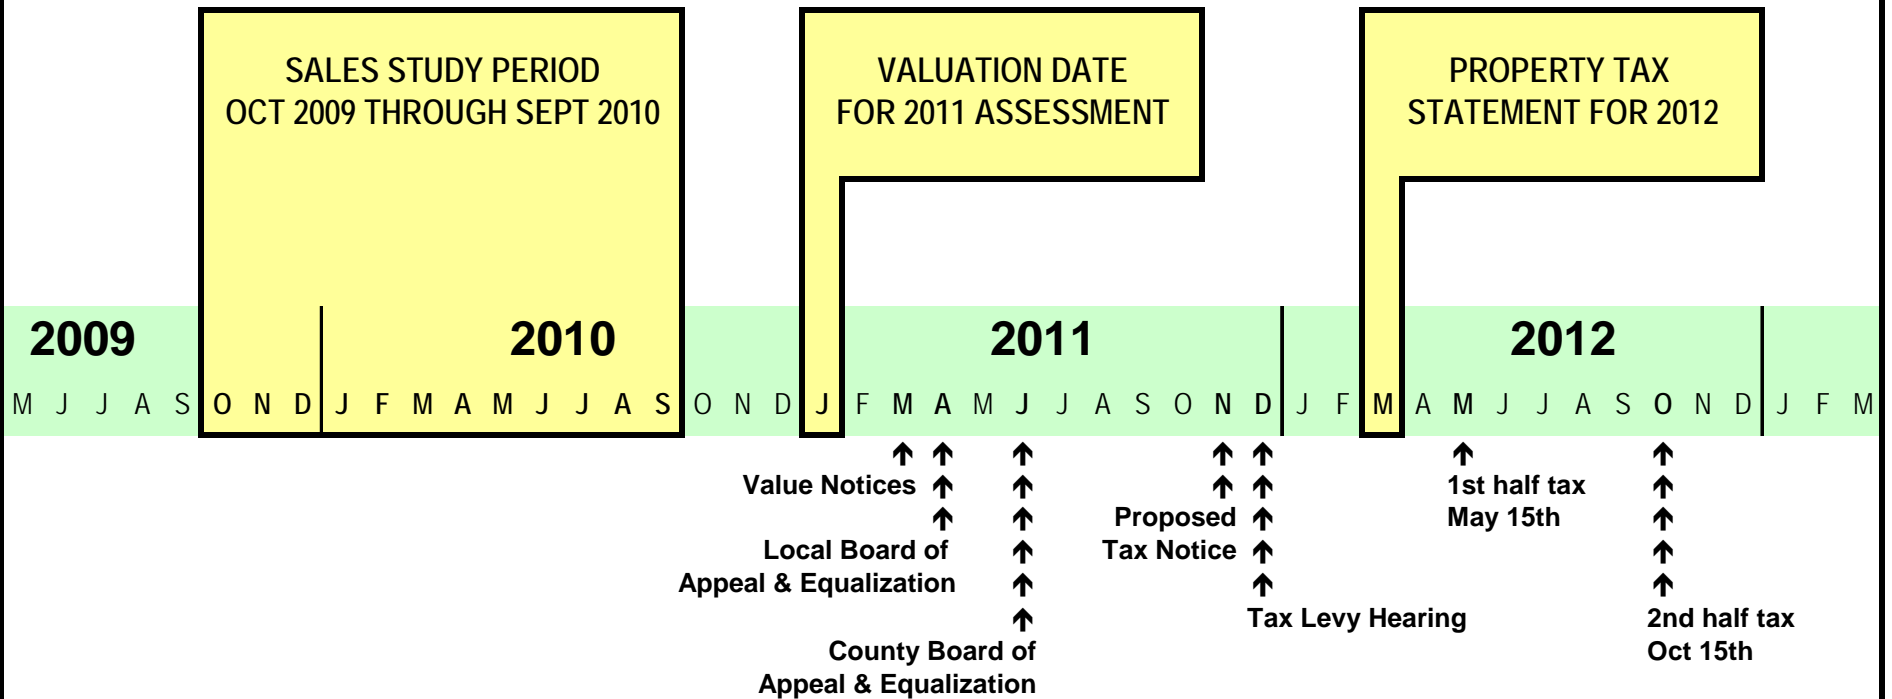 SALES STUDY PERIOD
OCT 2009 THROUGH SEPT 2010
VALUATION DATE
FOR 2011 ASSESSMENT
PROPERTY TAX
STATEMENT FOR 2012
2009 2010 2011 2012
M J J A S O N D J F M A M J J A S O N D J F M A M J J A S O N D J F M A M J J A S O N D J F M
Value Notices
Local Board of
Appeal & Equalization
County Board of
Appeal & Equalization
Proposed
Tax Notice
Tax Levy Hearing
1st half tax
May 15th
2nd half tax
Oct 15th